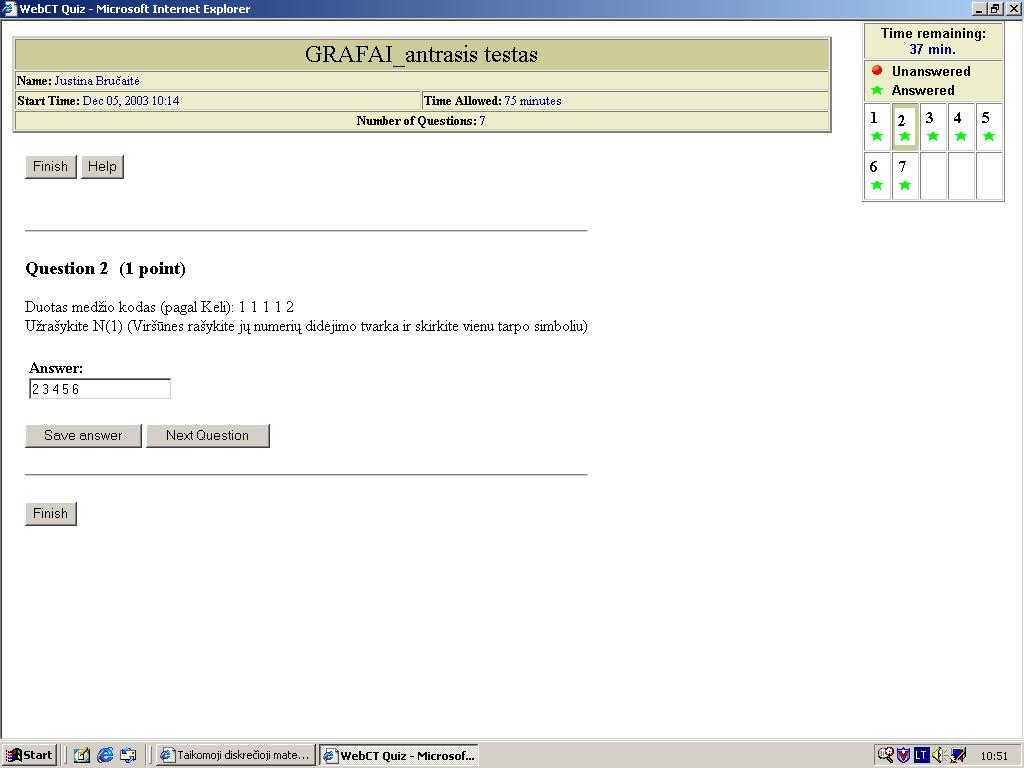 WebCT Quiz - Microsoft Internet Explorer
GRAFAI_antrasis testas
Name: Justina Bručaitė
Start Time: Dec 05, 2003 10:14 Time Allowed: 75 minutes
Number of Questions: 7
Time remaining:
37 min.
Unanswered
Answered
1 2 3 4 5
6 7
Finish Help
Question 2 (1 point)
Duotas medžio kodas (pagal Keli): 1 1 1 1 2
Užrašykite N(1) (Viršūnes rašykite jų numerių didėjimo tvarka ir skirkite vienu tarpo simboliu)
Answer:
2 3 4 5 6
Save answer Next Question
Finish
Start Taikomoji diskrečioji mate... WebCT Quiz - Microsof... LT 10:51